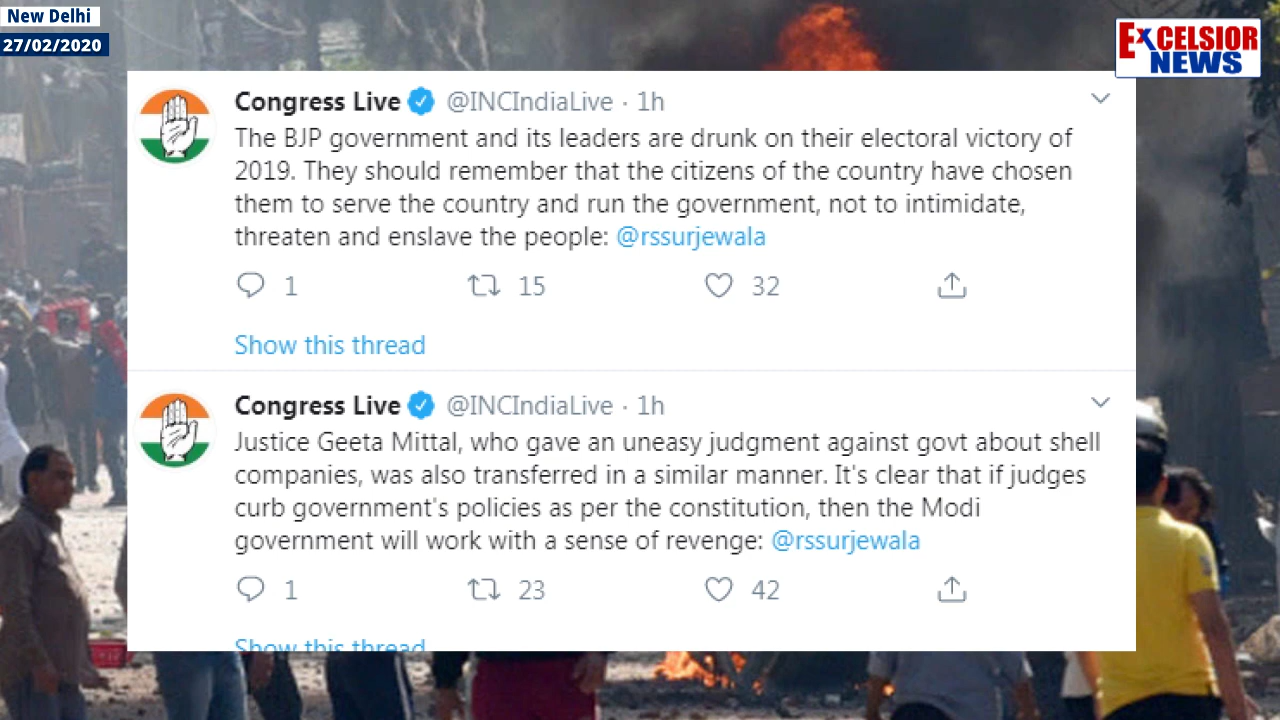 New Delhi
27/02/2020
EXCELSIOR
NEWS
Congress Live @INCIndiaLive · 1h
The BJP government and its leaders are drunk on their electoral victory of
2019. They should remember that the citizens of the country have chosen
them to serve the country and run the government, not to intimidate,
threaten and enslave the people: @rssurjewala
1 15 32
Show this thread
Congress Live @INCIndiaLive · 1h
Justice Geeta Mittal, who gave an uneasy judgment against govt about shell
companies, was also transferred in a similar manner. It's clear that if judges
curb government's policies as per the constitution, then the Modi
government will work with a sense of revenge: @rssurjewala
1 23 42
Show this thread